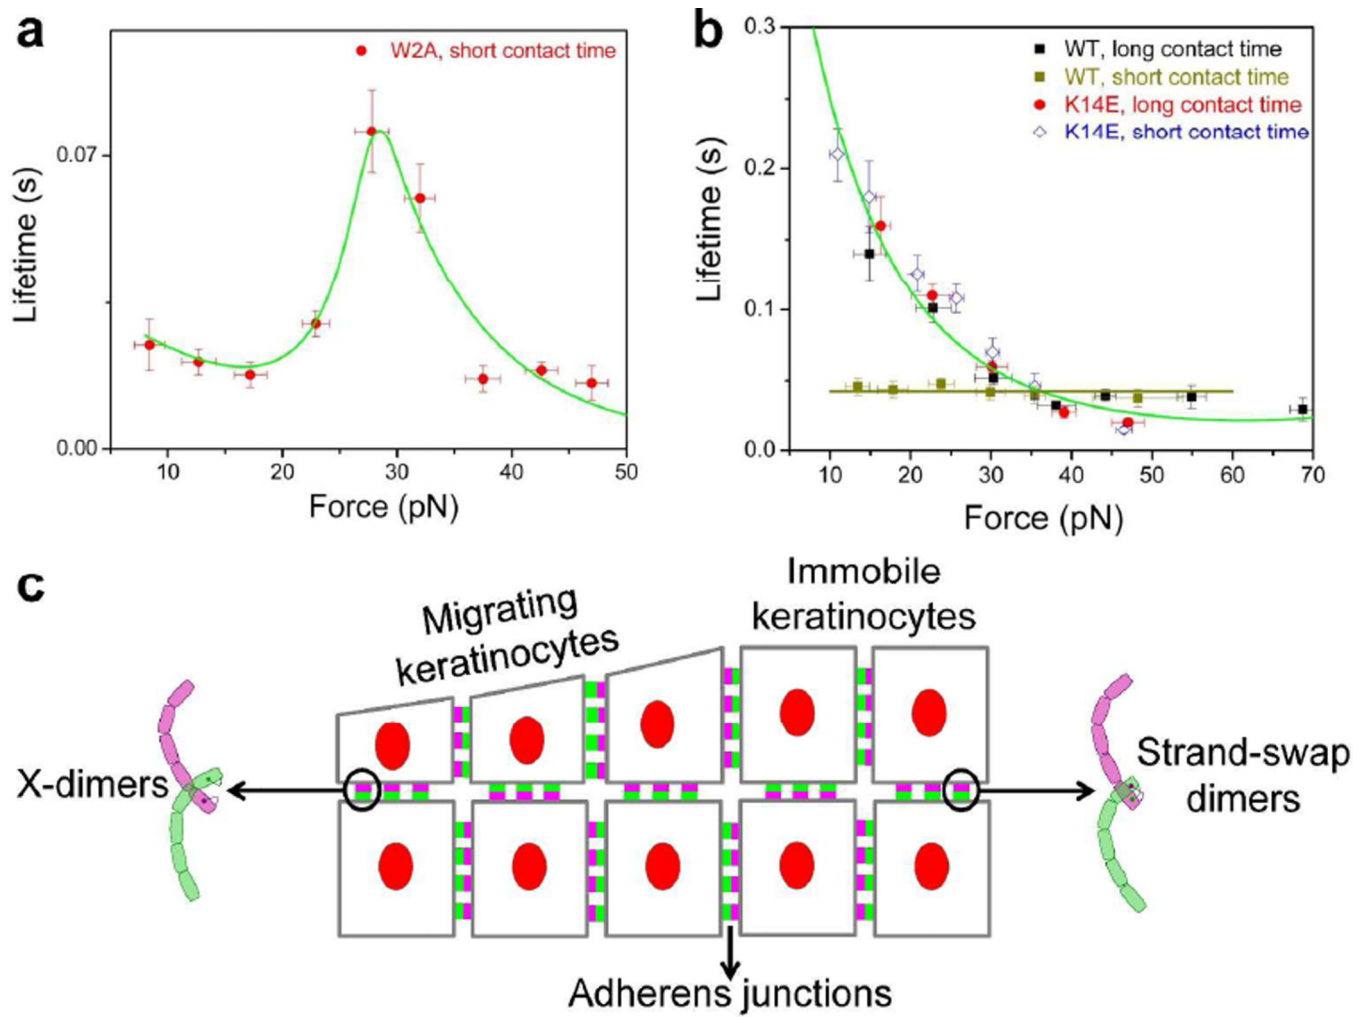 a
W2A, short contact time
Lifetime (s)
0.07
0.00
10 20 30 40 50
Force (pN)
b
WT, long contact time
WT, short contact time
K14E, long contact time
K14E, short contact time
Lifetime (s)
0.3
0.2
0.1
0.0
10 20 30 40 50 60 70
Force (pN)
c
Migrating
keratinocytes
Immobile
keratinocytes
X-dimers
Strand-swap
dimers
Adherens junctions